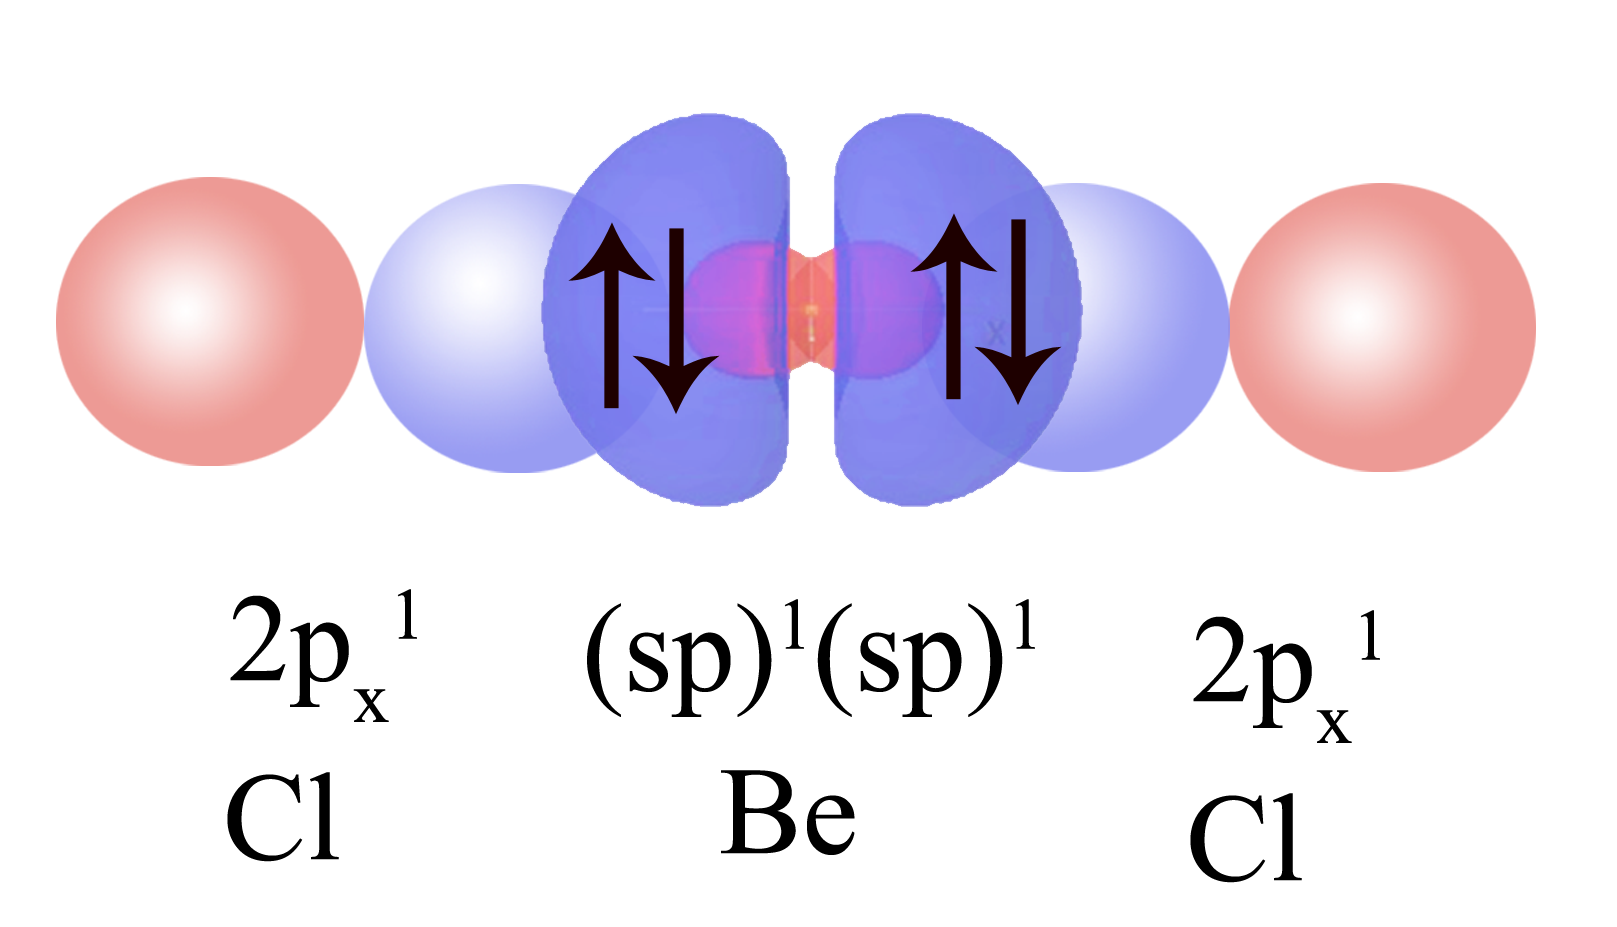 2pₓ¹ (sp)¹(sp)¹ 2pₓ¹
Cl Be Cl
x